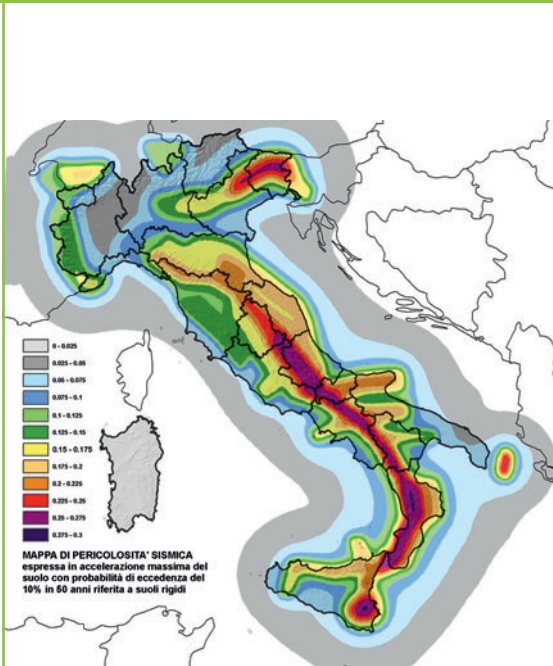 0 - 0.025
0.025 - 0.05
0.05 - 0.075
0.075 - 0.1
0.1 - 0.125
0.125 - 0.15
0.15 - 0.175
0.175 - 0.2
0.2 - 0.225
0.225 - 0.25
0.25 - 0.275
0.275 - 0.3
MAPPA DI PERICOLOSITA' SISMICA
espressa in accelerazione massima del
suolo con probabilità di eccedenza del
10% in 50 anni riferita a suoli rigidi